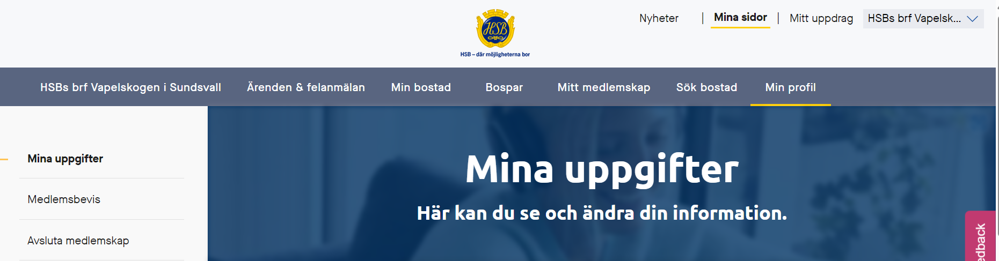 Nyheter | Mina sidor | Mitt uppdrag HSBs brf Vapelsk...
HSB
HSB – där möjligheterna bor
HSBs brf Vapelskogen i Sundsvall Ärenden & felanmälan Min bostad Bospar Mitt medlemskap Sök bostad Min profil
Mina uppgifter
Medlemsbevis
Avsluta medlemskap
Mina uppgifter
Här kan du se och ändra din information.
edback